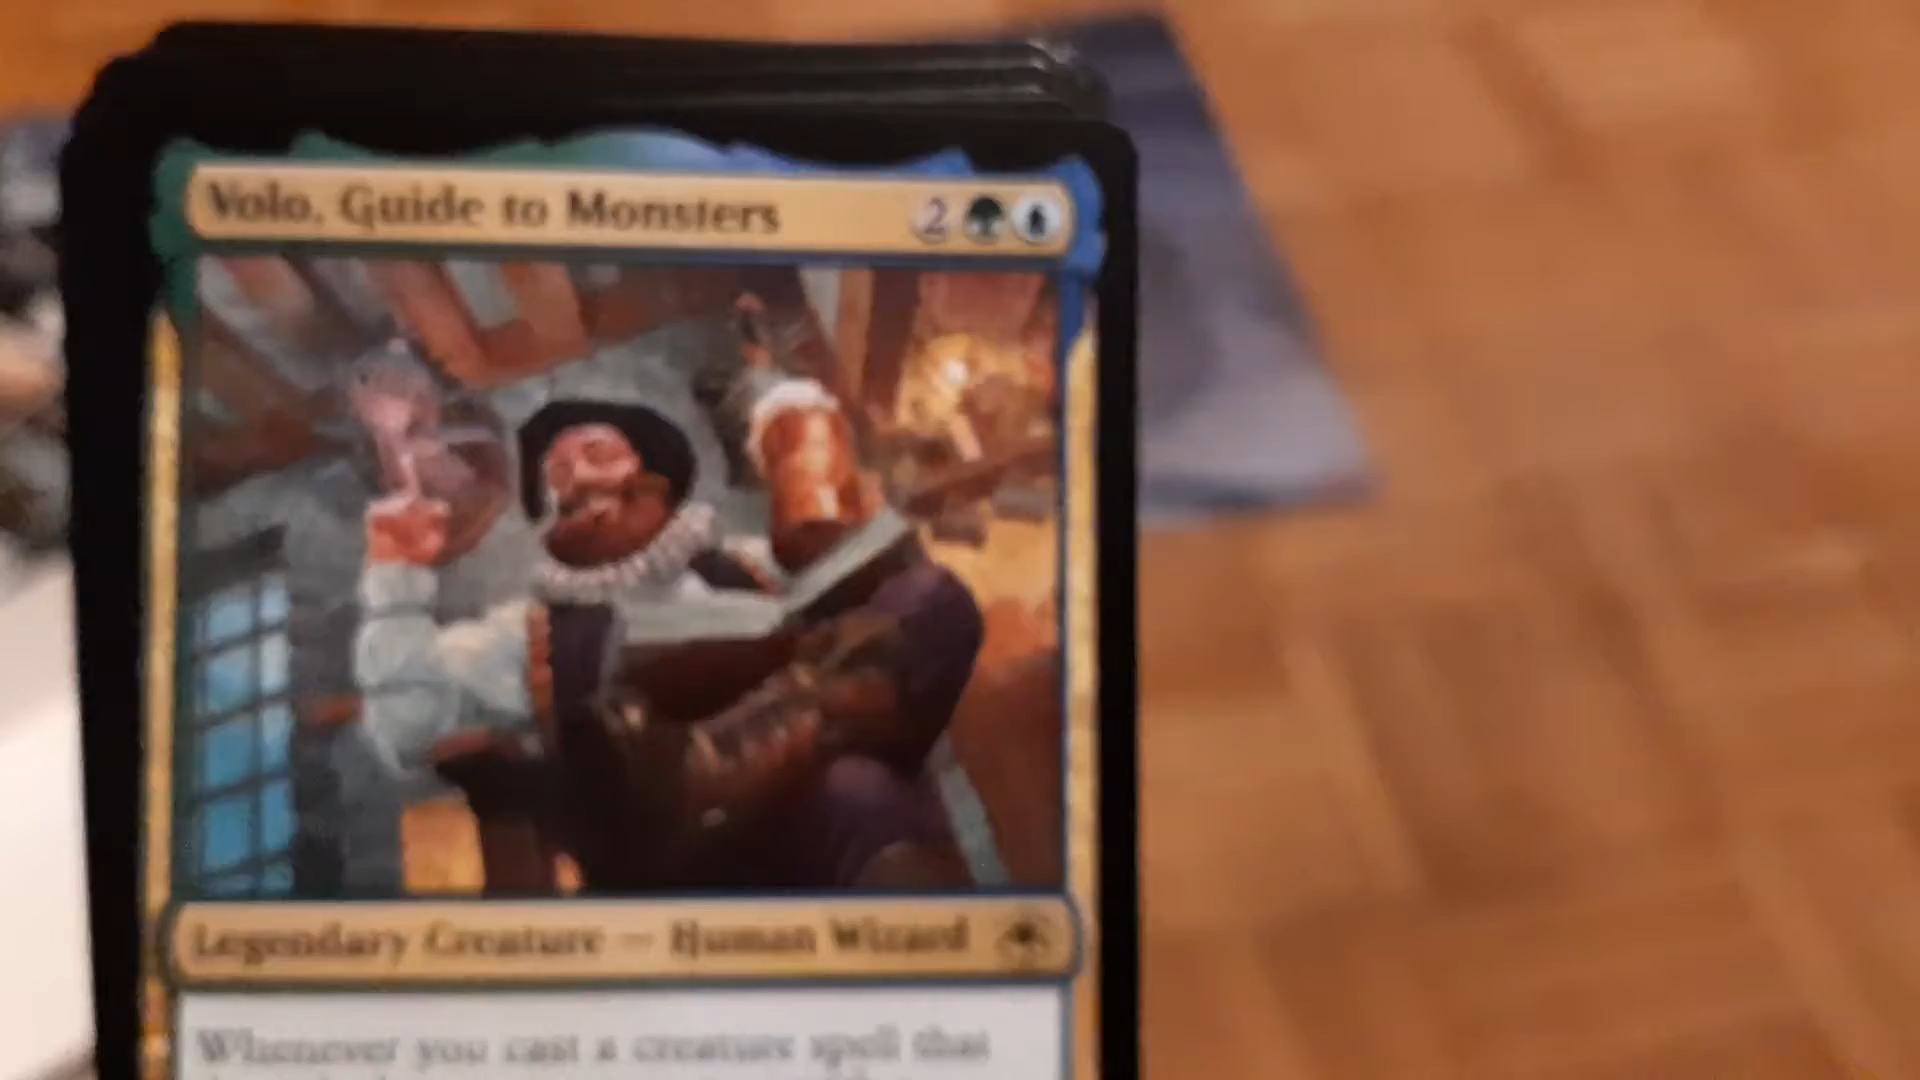 Volo, Guide to Monsters 2
Legendary Creature — Human Wizard
Whenever you cast a creature spell that